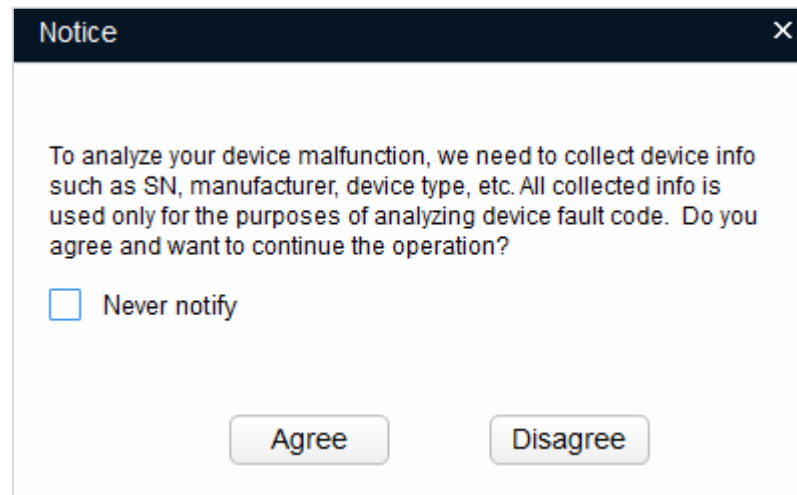 Notice
To analyze your device malfunction, we need to collect device info
such as SN, manufacturer, device type, etc. All collected info is
used only for the purposes of analyzing device fault code.  Do you
agree and want to continue the operation?
Never notify
Agree Disagree